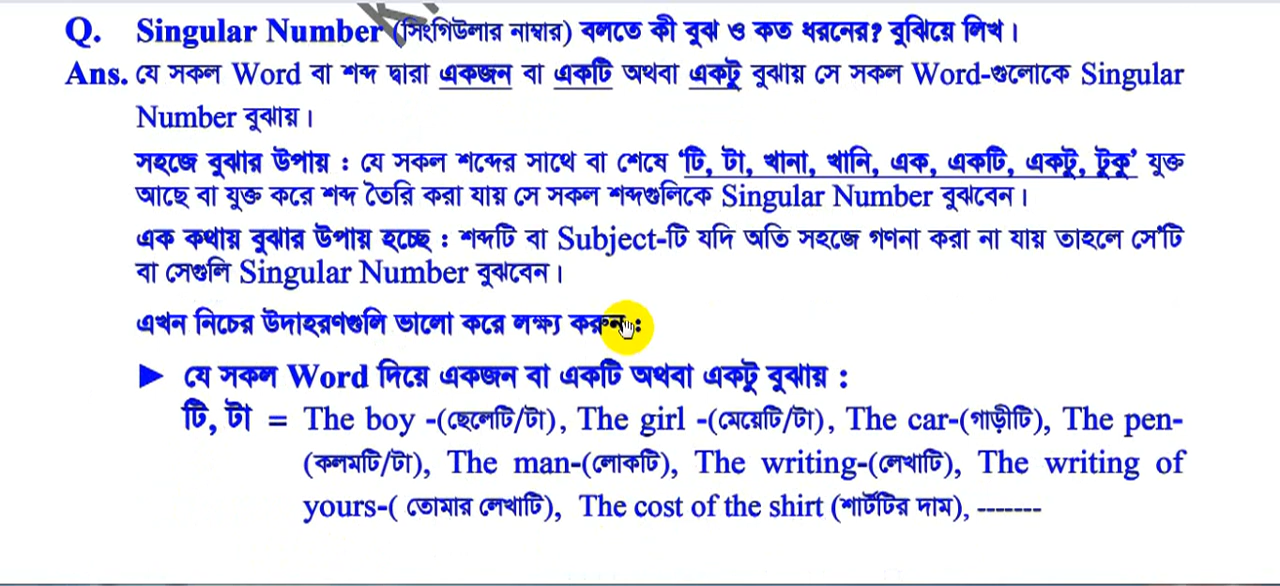 Q. Singular Number (সিংগিউলার নাম্বার) বলতে কী বুঝ ও কত ধরনের? বুঝিয়ে লিখ।
Ans. যে সকল Word বা শব্দ দ্বারা একজন বা একটি অথবা একটু বুঝায় সে সকল Word-গুলোকে Singular
Number বুঝায়।
সহজে বুঝার উপায় : যে সকল শব্দের সাথে বা শেষে ‘টি, টা, খানা, খানি, এক, একটি, একটু, টুকু’ যুক্ত
আছে বা যুক্ত করে শব্দ তৈরি করা যায় সে সকল শব্দগুলিকে Singular Number বুঝবেন।
এক কথায় বুঝার উপায় হচ্ছে : শব্দটি বা Subject-টি যদি অতি সহজে গণনা করা না যায় তাহলে সে’টি
বা সেগুলি Singular Number বুঝবেন।
এখন নিচের উদাহরণগুলি ভালো করে লক্ষ্য করুন :
► যে সকল Word দিয়ে একজন বা একটি অথবা একটু বুঝায় :
টি, টা = The boy -(ছেলেটি/টা), The girl -(মেয়েটি/টা), The car-(গাড়ীটি), The pen-
(কলমটি/টা), The man-(লোকটি), The writing-(লেখাটি), The writing of
yours-( তোমার লেখাটি), The cost of the shirt (শার্টটির দাম), -------